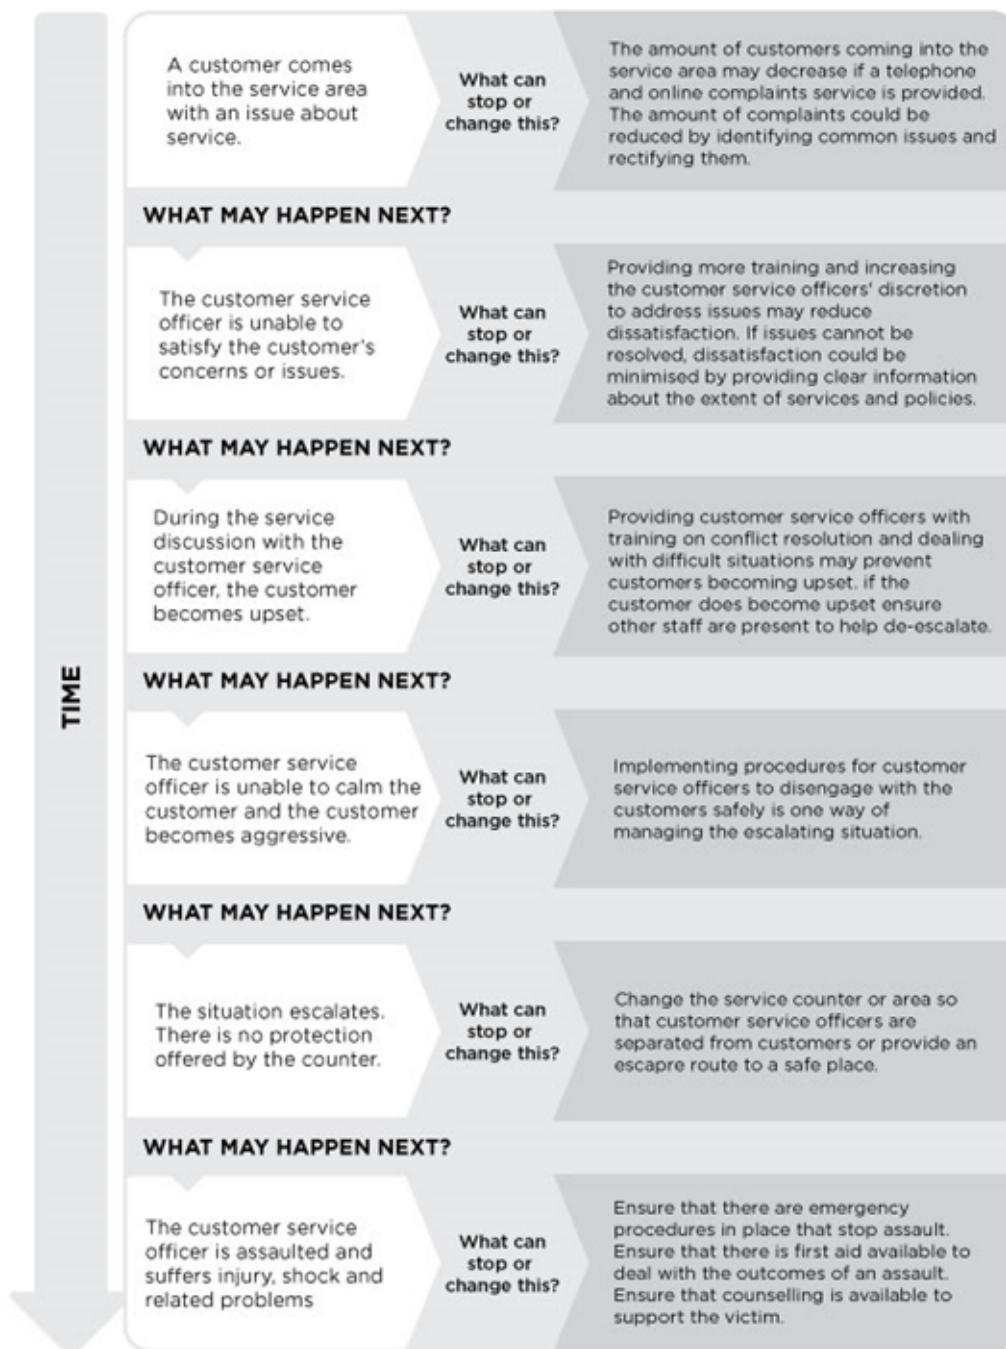 TIME
A customer comes
into the service area
with an issue about
service.
What can
stop or
change this?
The amount of customers coming into the
service area may decrease if a telephone
and online complaints service is provided.
The amount of complaints could be
reduced by identifying common issues and
rectifying them.
WHAT MAY HAPPEN NEXT?
The customer service
officer is unable to
satisfy the customer's
concerns or issues.
What can
stop or
change this?
Providing more training and increasing
the customer service officers' discretion
to address issues may reduce
dissatisfaction. If issues cannot be
resolved, dissatisfaction could be
minimised by providing clear information
about the extent of services and policies.
WHAT MAY HAPPEN NEXT?
During the service
discussion with the
customer service
officer, the customer
becomes upset.
What can
stop or
change this?
Providing customer service officers with
training on conflict resolution and dealing
with difficult situations may prevent
customers becoming upset. if the
customer does become upset ensure
other staff are present to help de-escalate.
WHAT MAY HAPPEN NEXT?
The customer service
officer is unable to calm the
customer and the customer
becomes aggressive.
What can
stop or
change this?
Implementing procedures for customer
service officers to disengage with the
customers safely is one way of
managing the escalating situation.
WHAT MAY HAPPEN NEXT?
The situation escalates.
There is no protection
offered by the counter.
What can
stop or
change this?
Change the service counter or area so
that customer service officers are
separated from customers or provide an
escapre route to a safe place.
WHAT MAY HAPPEN NEXT?
The customer service
officer is assaulted and
suffers injury, shock and
related problems
What can
stop or
change this?
Ensure that there are emergency
procedures in place that stop assault.
Ensure that there is first aid available to
deal with the outcomes of an assault.
Ensure that counselling is available to
support the victim.